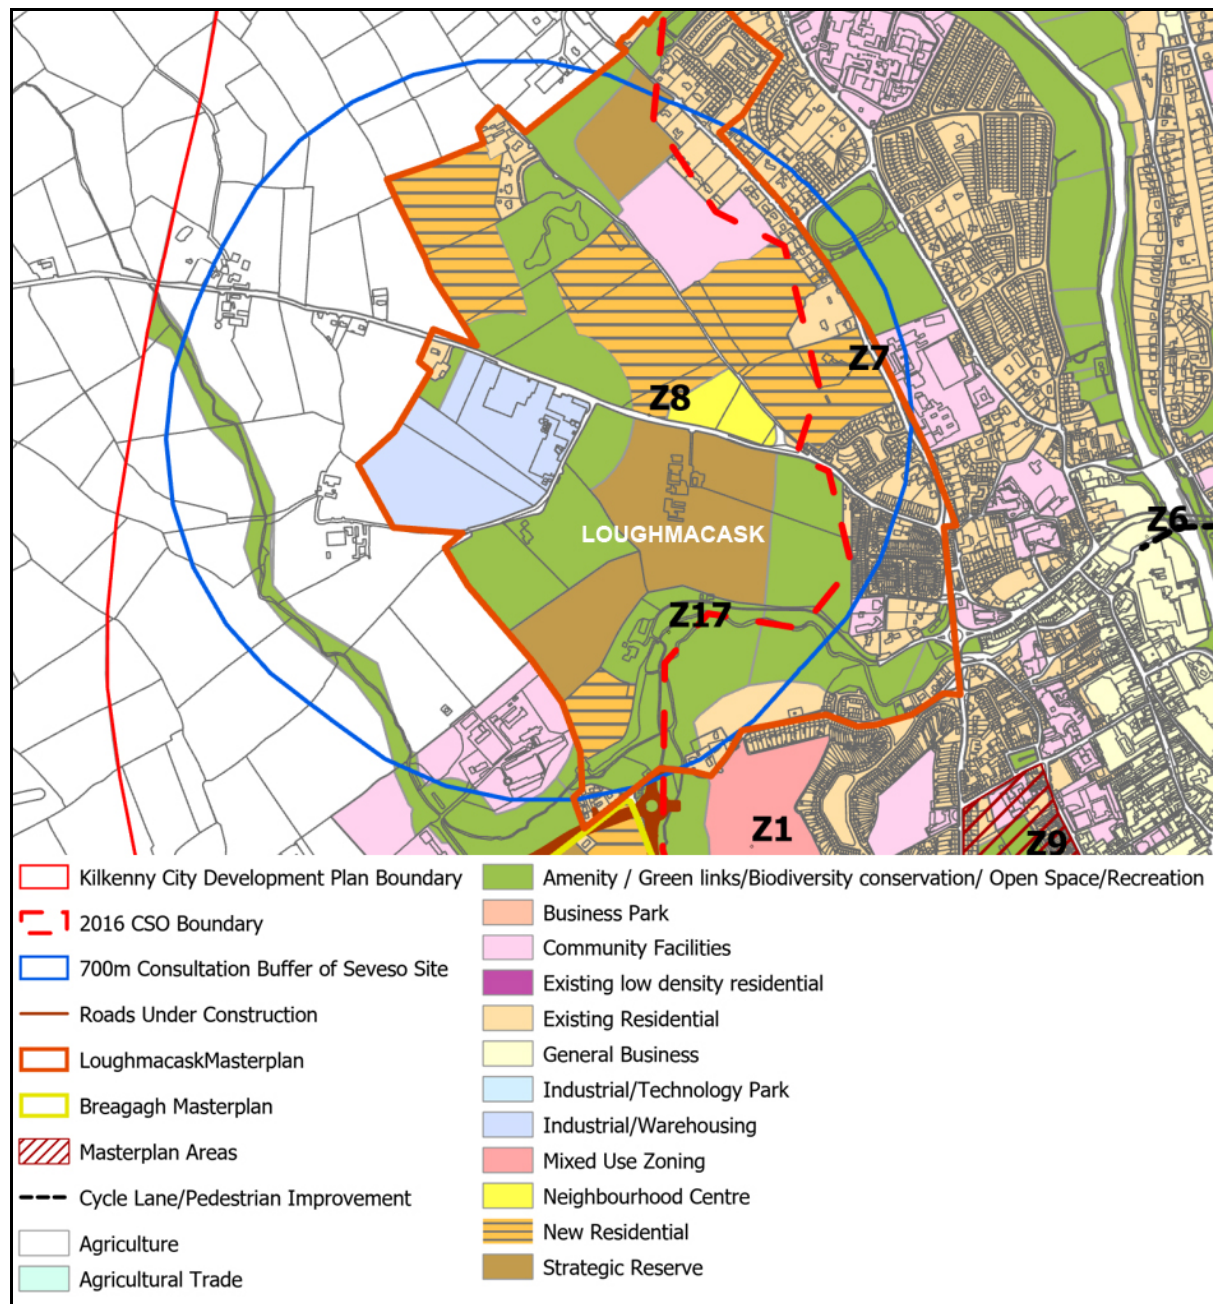 Z7
Z8
Z6
LOUGHMACASK
Z17
Z1
Z9
Kilkenny City Development Plan Boundary
2016 CSO Boundary
700m Consultation Buffer of Seveso Site
Roads Under Construction
LoughmacaskMasterplan
Breagagh Masterplan
Masterplan Areas
Cycle Lane/Pedestrian Improvement
Agriculture
Agricultural Trade
Amenity / Green links/Biodiversity conservation/ Open Space/Recreation
Business Park
Community Facilities
Existing low density residential
Existing Residential
General Business
Industrial/Technology Park
Industrial/Warehousing
Mixed Use Zoning
Neighbourhood Centre
New Residential
Strategic Reserve